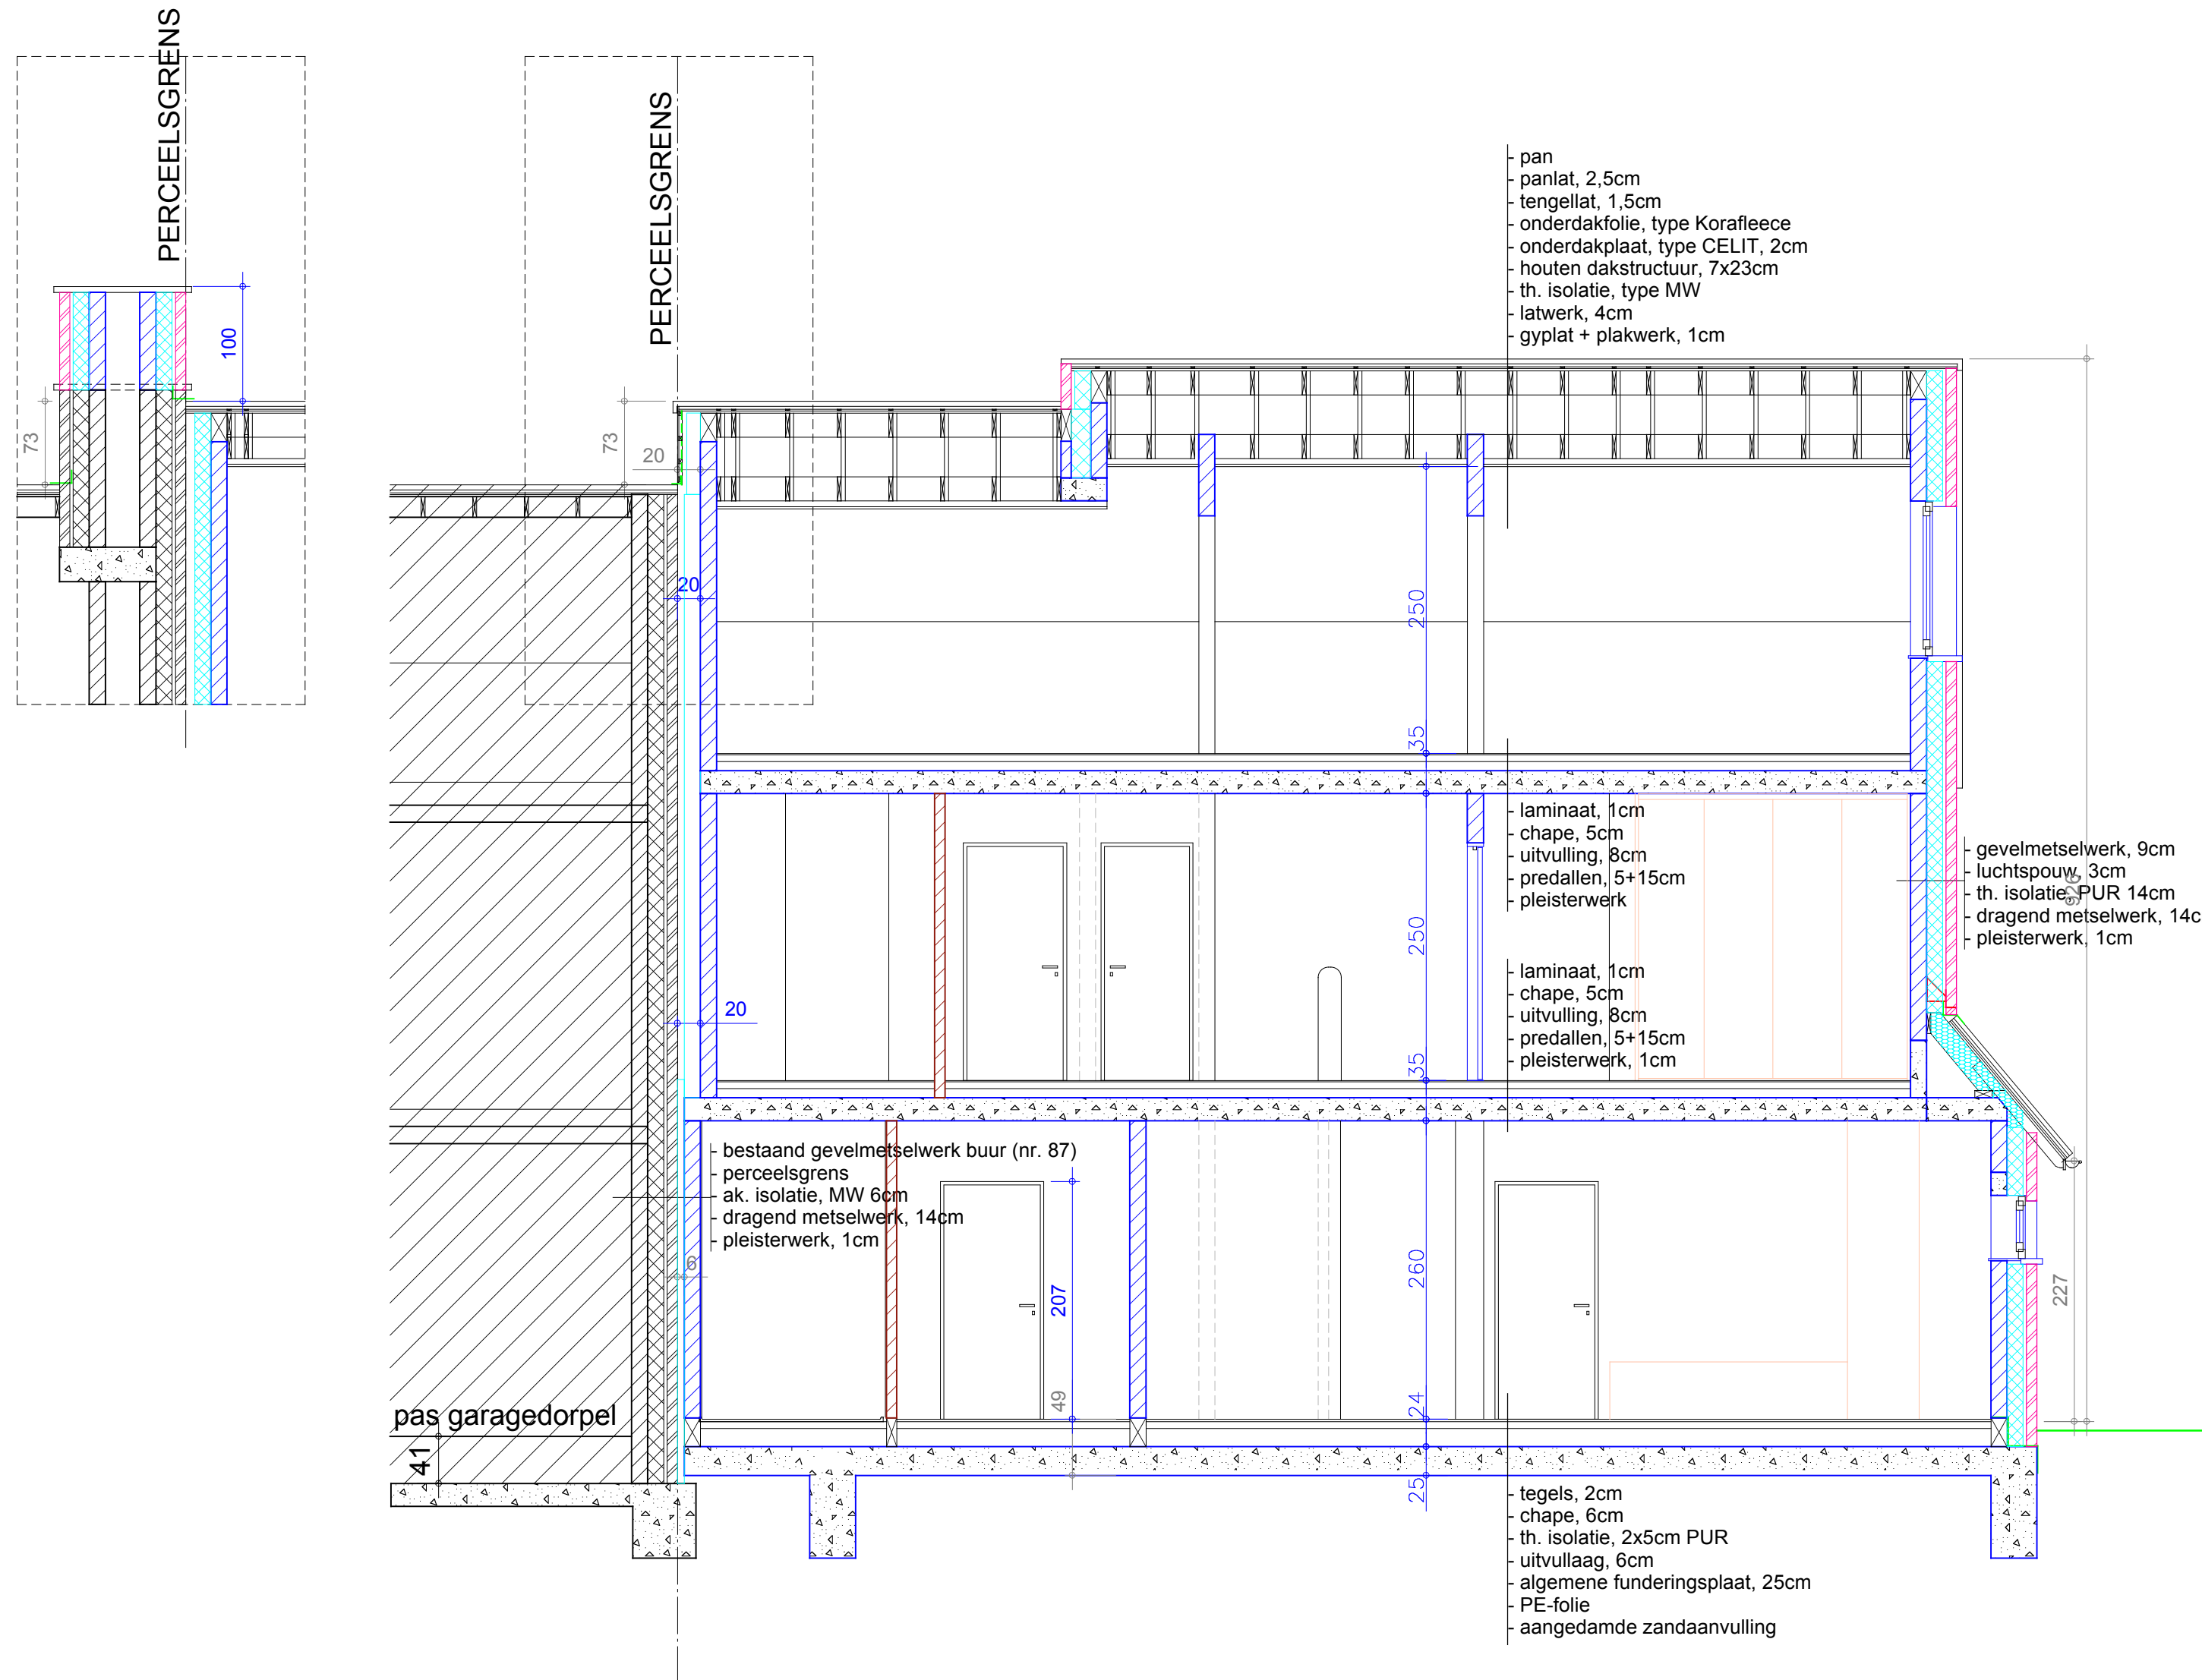 PERCEELSGRENS
PERCEELSGRENS
100
73
73
20
- pan
- panlat, 2,5cm
- tengellat, 1,5cm
- onderdakfolie, type Korafleece
- onderdakplaat, type CELIT, 2cm
- houten dakstructuur, 7x23cm
- th. isolatie, type MW
- latwerk, 4cm
- gyplat + plakwerk, 1cm
20
250
35
- laminaat, 1cm
- chape, 5cm
- uitvulling, 8cm
- predallen, 5+15cm
- pleisterwerk
- gevelmetselwerk, 9cm
- luchtspouw, 3cm
- th. isolatie, PUR 14cm
- dragend metselwerk, 14c
- pleisterwerk, 1cm
926
250
20
35
- laminaat, 1cm
- chape, 5cm
- uitvulling, 8cm
- predallen, 5+15cm
- pleisterwerk, 1cm
- bestaand gevelmetselwerk buur (nr. 87)
- perceelsgrens
- ak. isolatie, MW 6cm
- dragend metselwerk, 14cm
- pleisterwerk, 1cm
6
207
260
227
49
24
pas garagedorpel
41
25
- tegels, 2cm
- chape, 6cm
- th. isolatie, 2x5cm PUR
- uitvullaag, 6cm
- algemene funderingsplaat, 25cm
- PE-folie
- aangedamde zandaanvulling